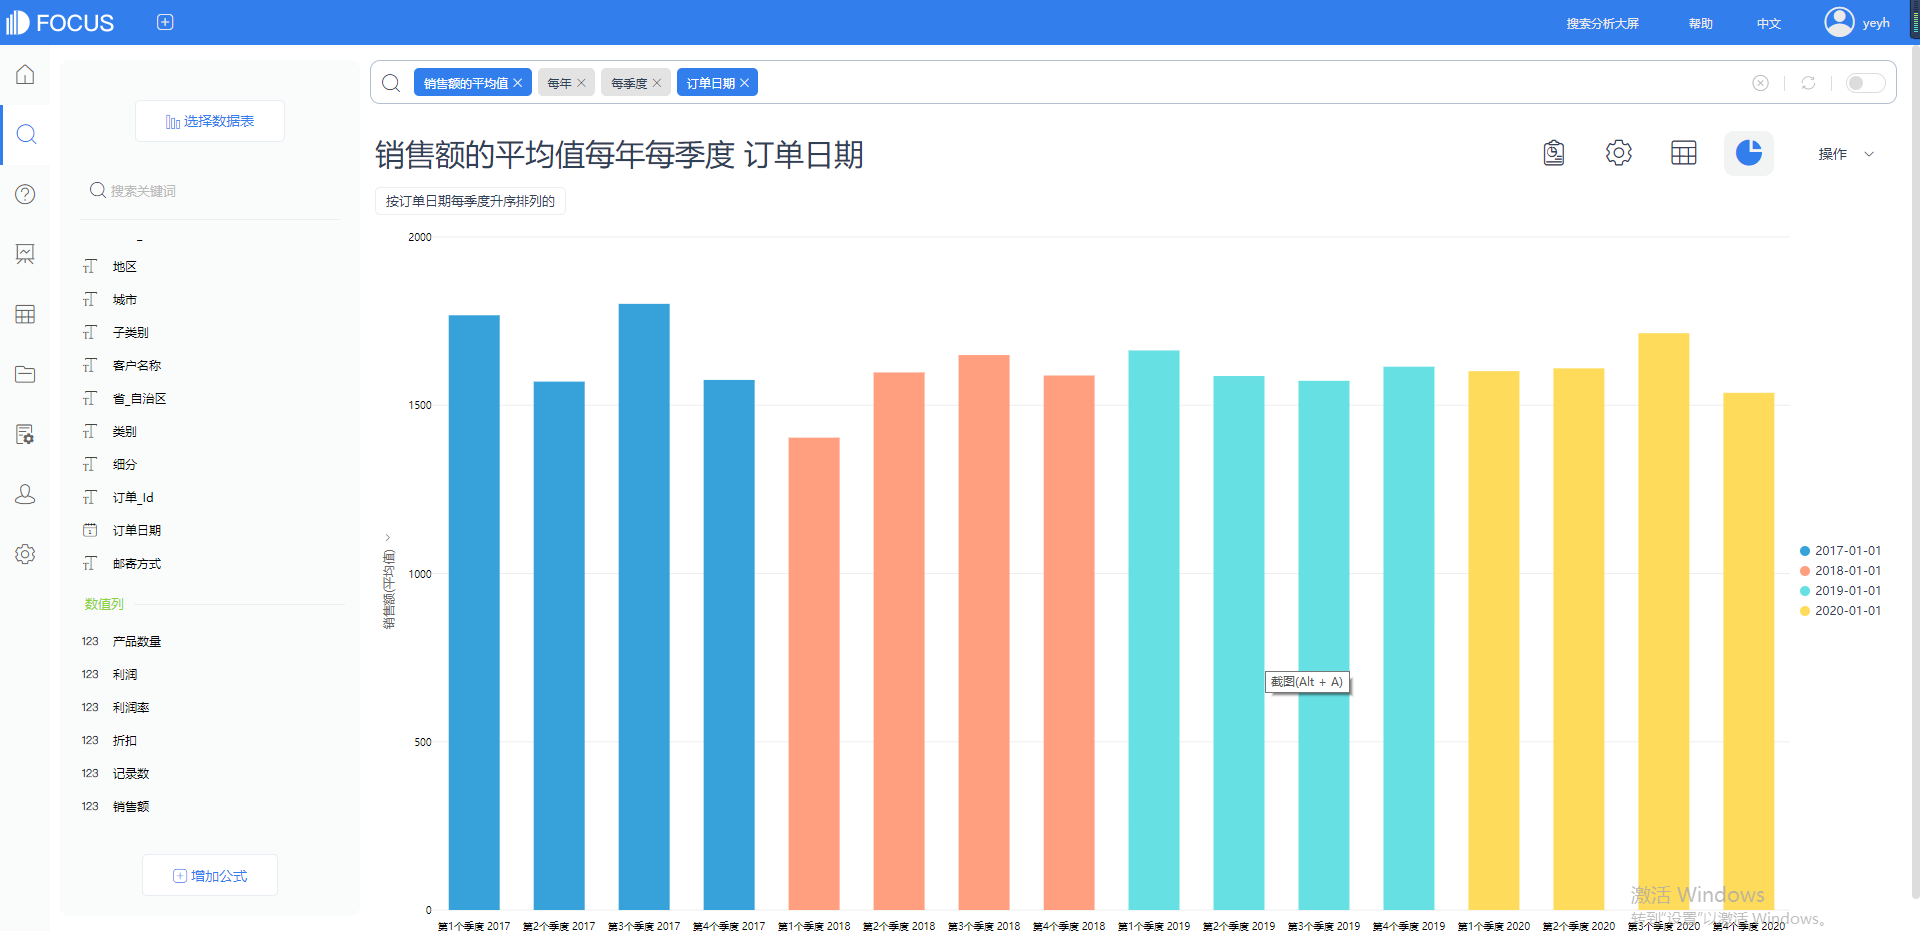 FOCUS
搜索分析大屏 帮助 中文 yeyh
销售额的平均值 每年 每季度 订单日期
选择数据表
搜索关键词
地区
城市
子类别
客户名称
省_自治区
类别
细分
订单_Id
订单日期
邮寄方式
数值列
123 产品数量
123 利润
123 利润率
123 折扣
123 记录数
123 销售额
增加公式
销售额的平均值每年每季度 订单日期
操作
按订单日期每季度升序排列的
2000
1500
1000
500
0
销售额(平均值)
第1个季度 2017 第2个季度 2017 第3个季度 2017 第4个季度 2017 第1个季度 2018 第2个季度 2018 第3个季度 2018 第4个季度 2018 第1个季度 2019 第2个季度 2019 第3个季度 2019 第4个季度 2019 第1个季度 2020 第2个季度 2020 第3个季度 2020 第4个季度 2020
2017-01-01
2018-01-01
2019-01-01
2020-01-01
截图(Alt + A)
激活 Windows
转到"设置"以激活 Windows。